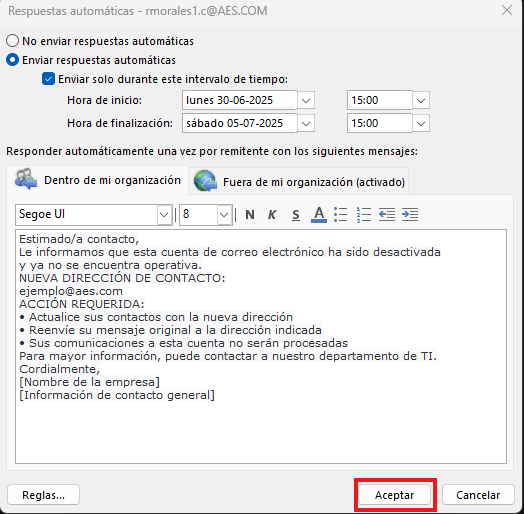 Respuestas automáticas - rmorales1.c@AES.COM
No enviar respuestas automáticas
Enviar respuestas automáticas
Enviar solo durante este intervalo de tiempo:
Hora de inicio: lunes 30-06-2025 15:00
Hora de finalización: sábado 05-07-2025 15:00
Responder automáticamente una vez por remitente con los siguientes mensajes:
Dentro de mi organización Fuera de mi organización (activado)
Segoe UI 8 N K S A
Estimado/a contacto,
Le informamos que esta cuenta de correo electrónico ha sido desactivada
y ya no se encuentra operativa.
NUEVA DIRECCIÓN DE CONTACTO:
ejemplo@aes.com
ACCIÓN REQUERIDA:
• Actualice sus contactos con la nueva dirección
• Reenvíe su mensaje original a la dirección indicada
• Sus comunicaciones a esta cuenta no serán procesadas
Para mayor información, puede contactar a nuestro departamento de TI.
Cordialmente,
[Nombre de la empresa]
[Información de contacto general]
Reglas... Aceptar Cancelar